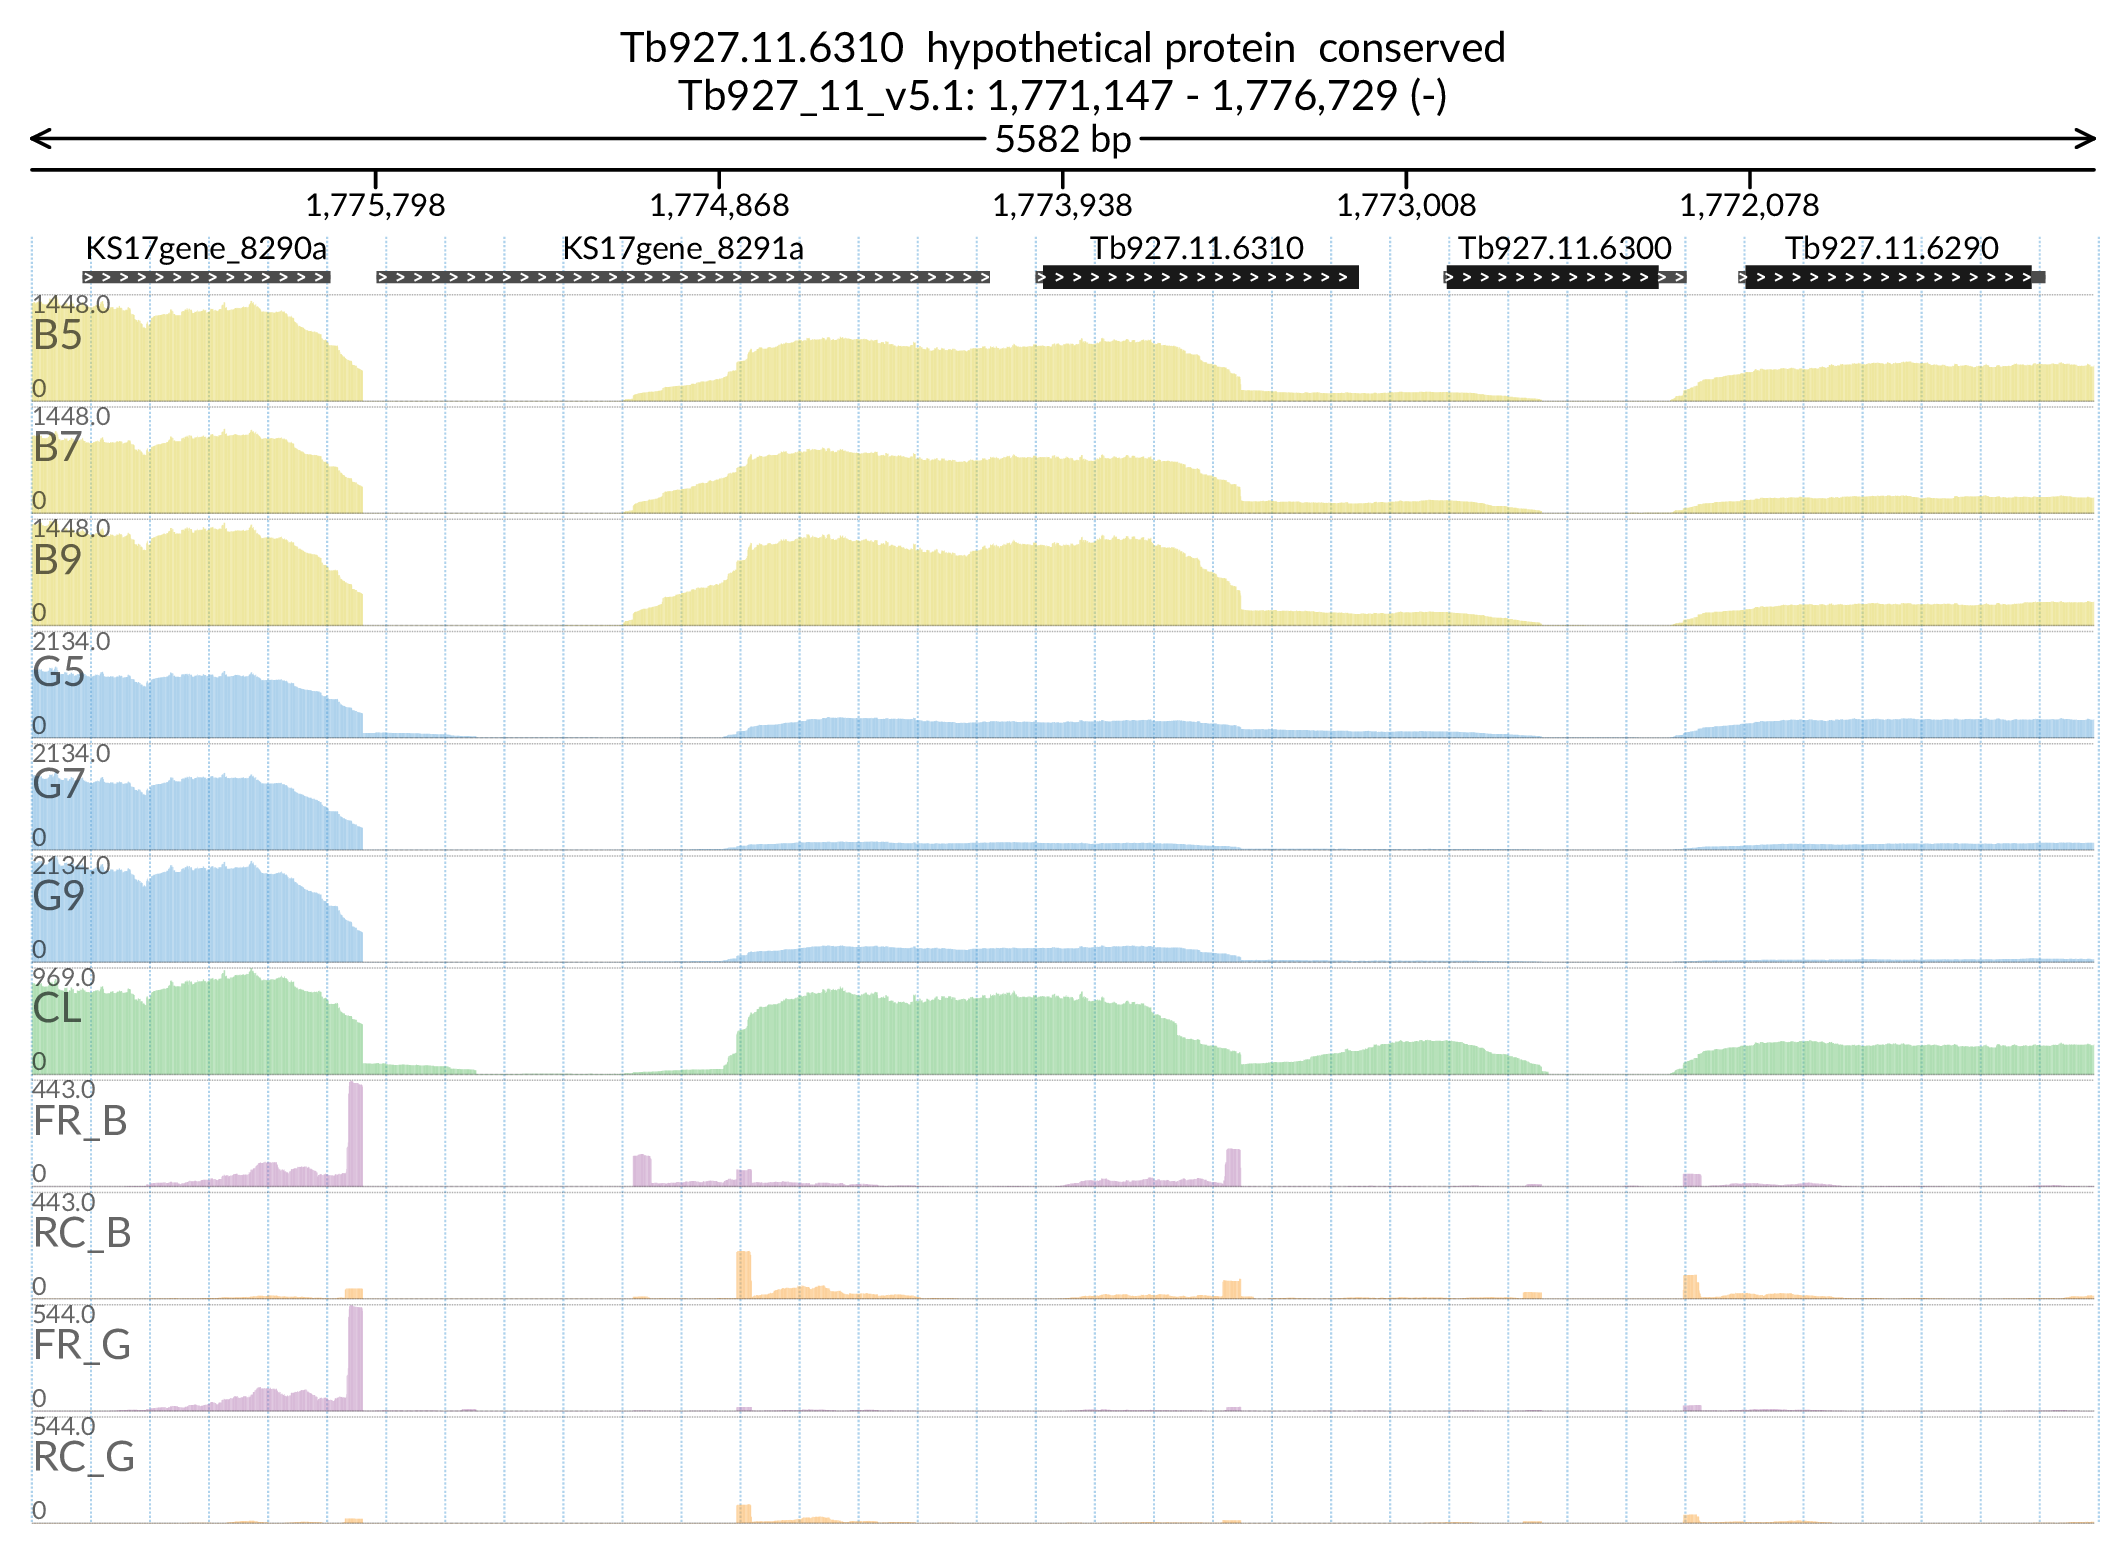 Tb927.11.6310  hypothetical protein  conserved
Tb927_11_v5.1: 1,771,147 - 1,776,729 (-)
5582 bp
1,775,798 1,774,868 1,773,938 1,773,008 1,772,078
KS17gene_8290a KS17gene_8291a Tb927.11.6310 Tb927.11.6300 Tb927.11.6290
1448.0
B5
0
1448.0
B7
0
1448.0
B9
0
2134.0
G5
0
2134.0
G7
0
2134.0
G9
0
969.0
CL
0
443.0
FR_B
0
443.0
RC_B
0
544.0
FR_G
0
544.0
RC_G
0